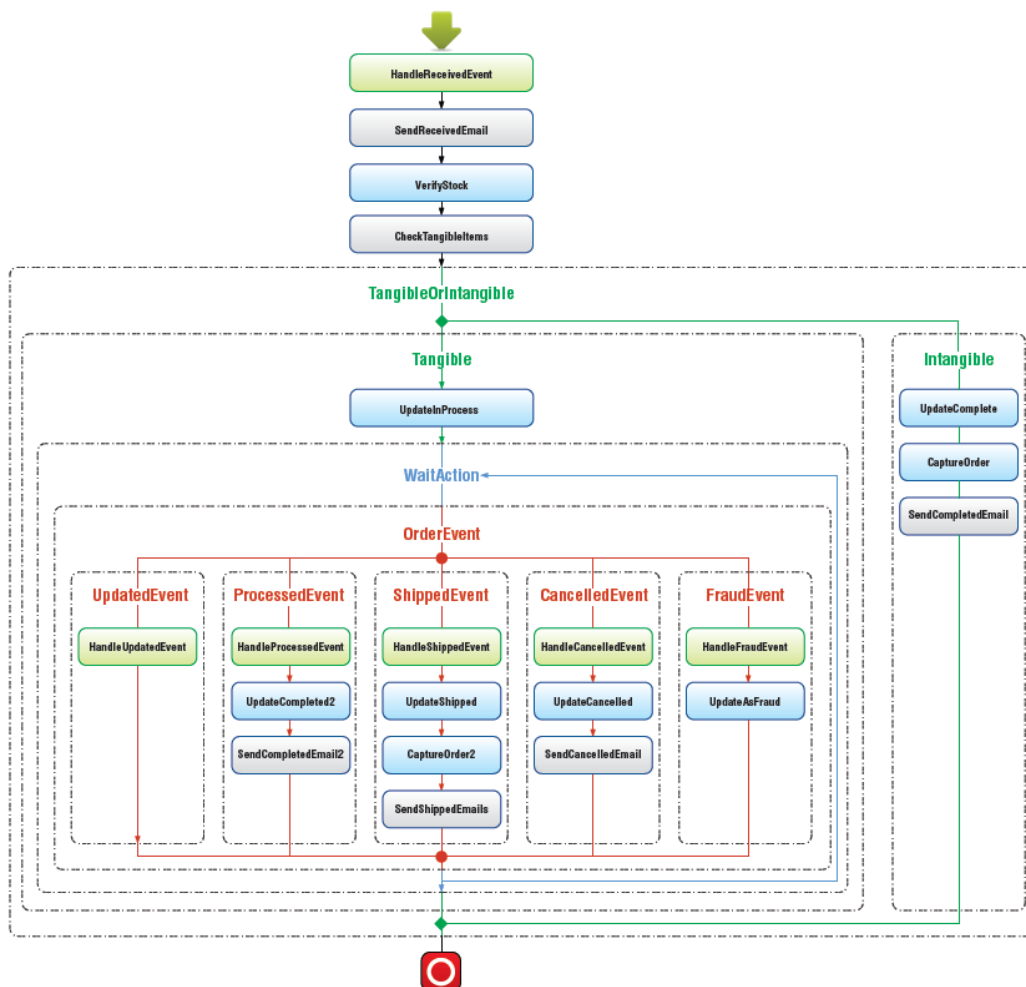 HandleReceivedEvent
SendReceivedEmail
VerifyStock
CheckTangibleItems
TangibleOrIntangible
Tangible
Intangible
UpdateInProcess
UpdateComplete
CaptureOrder
WaitAction
SendCompletedEmail
OrderEvent
UpdatedEvent
ProcessedEvent
ShippedEvent
CancelledEvent
FraudEvent
HandleUpdatedEvent
HandleProcessedEvent
HandleShippedEvent
HandleCancelledEvent
HandleFraudEvent
UpdateCompleted2
UpdateShipped
UpdateCancelled
UpdateAsFraud
SendCompletedEmail2
CaptureOrder2
SendCancelledEmail
SendShippedEmails